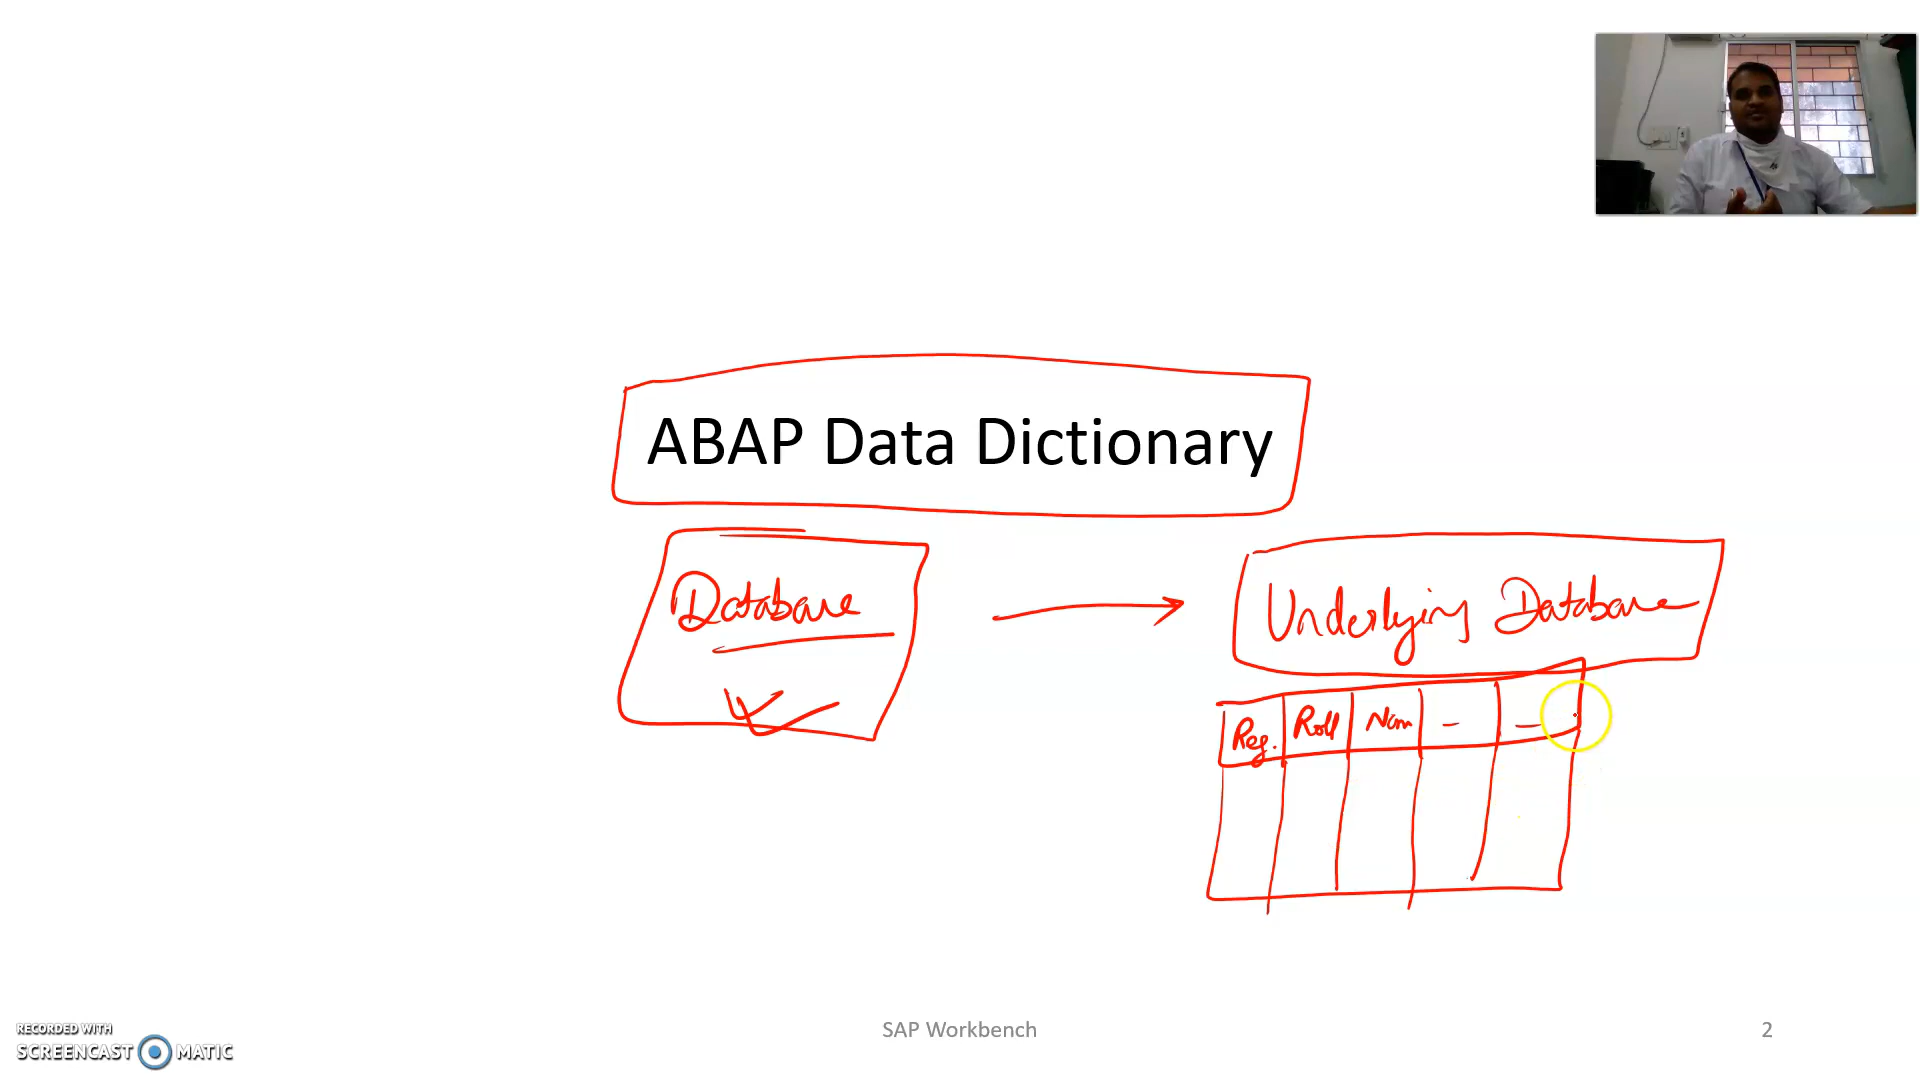 ABAP Data Dictionary
Database
Underlying Database
Reg. Roll Nam - -
RECORDED WITH
SCREENCAST MATIC
SAP Workbench
2